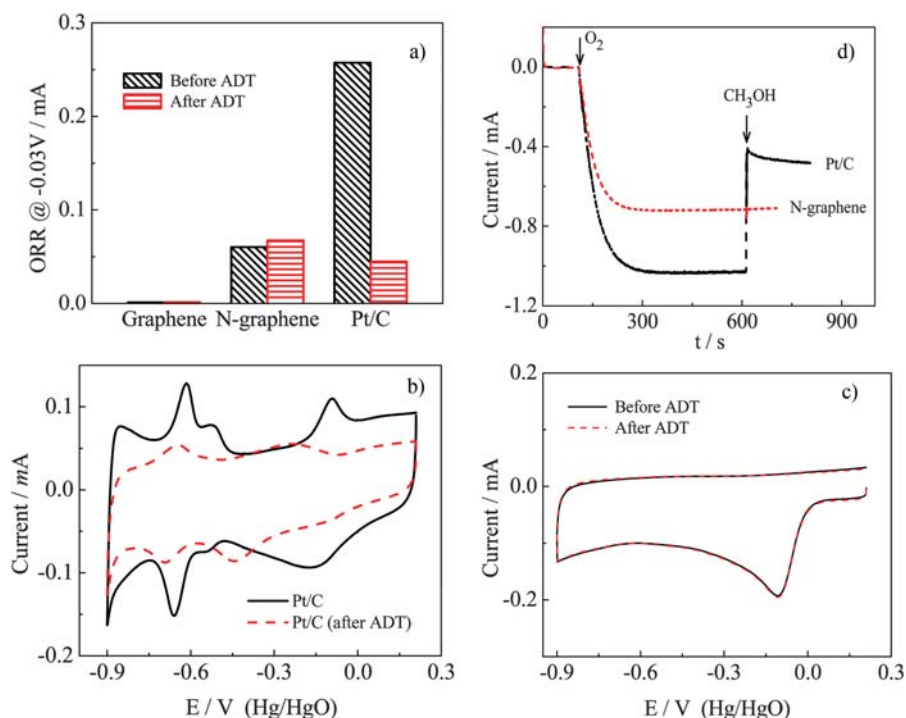 a)
0.3
0.2
0.1
0.0
ORR @ -0.03V / mA
Before ADT
After ADT
Graphene N-graphene Pt/C
d)
O2
CH3OH
Pt/C
N-graphene
0.0
-0.4
-0.8
-1.2
Current / mA
0 300 600 900
t / s
b)
0.1
0.0
-0.1
-0.2
Current / mA
Pt/C
Pt/C (after ADT)
-0.9 -0.6 -0.3 0.0 0.3
E / V (Hg/HgO)
c)
0.2
0.0
-0.2
Current / mA
Before ADT
After ADT
-0.9 -0.6 -0.3 0.0 0.3
E / V (Hg/HgO)